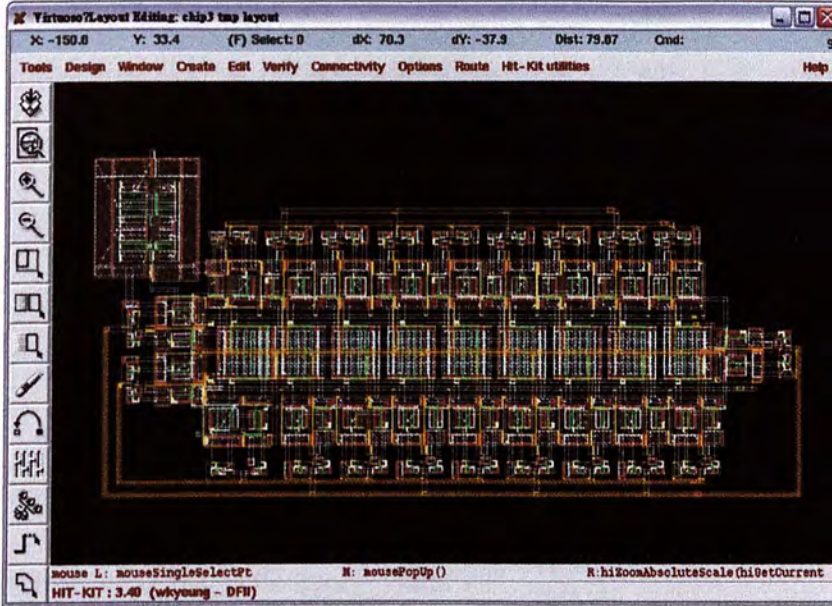 Virtuoso?Layout Editing: chip3 tmp layout
X: -150.0 Y: 33.4 (F) Select: 0 dX: 70.3 dY: -37.9 Dist: 79.87 Cmd:
Tools Design Window Create Edit Verify Connectivity Options Route Hit-Kit utilities Help
mouse L: mouseSingleSelectPt M: mousePopUp() R:hiZoomAbsoluteScale(hiGetCurrent
HIT-KIT : 3.40 (wkyoung - DFII)